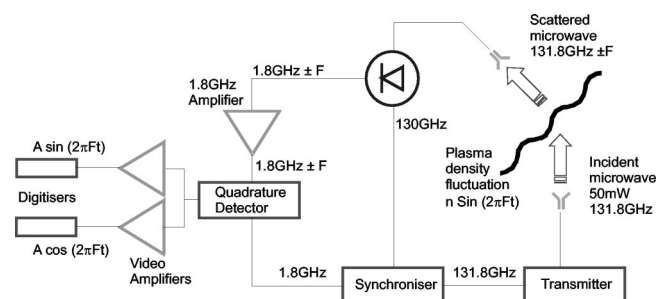 Scattered
microwave
131.8GHz ±F
1.8GHz ± F
1.8GHz
Amplifier
130GHz
1.8GHz ± F
A sin (2πFt)
Digitisers
A cos (2πFt)
Video
Amplifiers
Quadrature
Detector
Plasma
density
fluctuation
n Sin (2πFt)
Incident
microwave
50mW
131.8GHz
1.8GHz
Synchroniser
131.8GHz
Transmitter